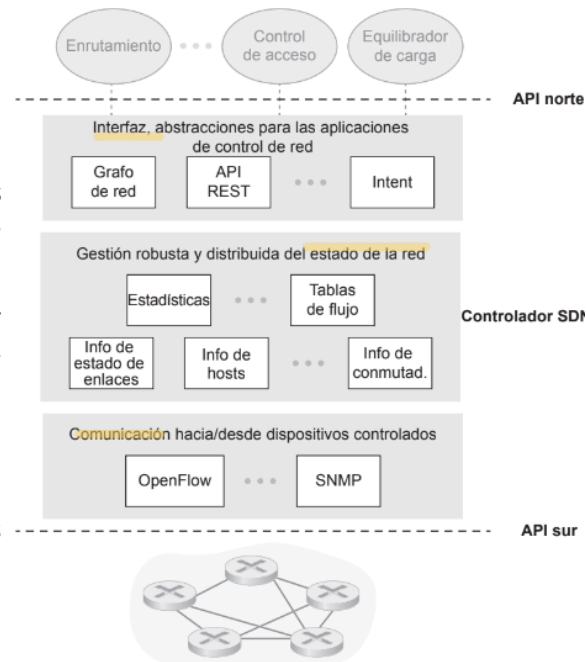 Enrutamiento
Control
de acceso
Equilibrador
de carga
API norte
Interfaz, abstracciones para las aplicaciones
de control de red
Grafo
de red
API
REST
Intent
Gestión robusta y distribuida del estado de la red
Estadísticas
Tablas
de flujo
Controlador SDN
Info de
estado de
enlaces
Info de
hosts
Info de
conmutad.
Comunicación hacia/desde dispositivos controlados
OpenFlow
SNMP
API sur